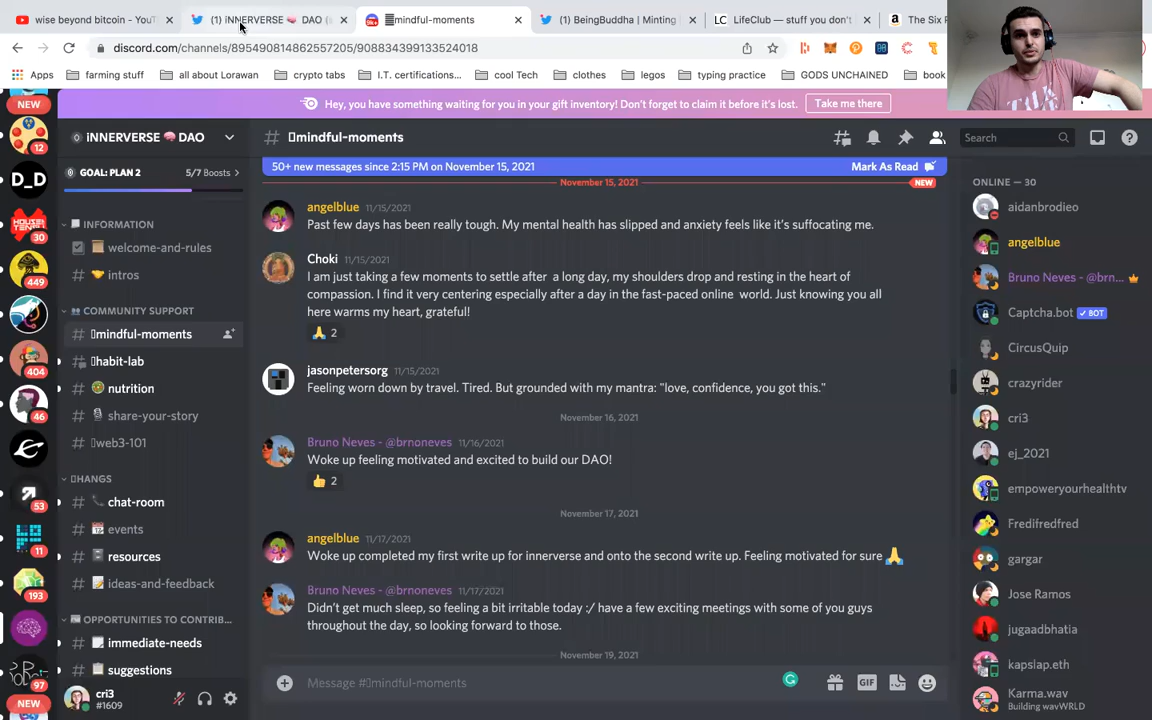 wise beyond bitcoin - YouT
(1) iNNERVERSE 🧠 DAO (
mindful-moments
(1) BeingBuddha | Minting
LC LifeClub — stuff you don't
The Six P
discord.com/channels/895490814862557205/908834399133524018
Apps
farming stuff
all about Lorawan
crypto tabs
I.T. certifications...
cool Tech
clothes
legos
typing practice
GODS UNCHAINED
book
Hey, you have something waiting for you in your gift inventory! Don't forget to claim it before it's lost.
Take me there
NEW
12
D_D
30
449
404
46
53
11
193
97
NEW
iNNERVERSE 🧠 DAO
GOAL: PLAN 2
5/7 Boosts
INFORMATION
welcome-and-rules
intros
COMMUNITY SUPPORT
mindful-moments
habit-lab
nutrition
share-your-story
web3-101
HANGS
chat-room
events
resources
ideas-and-feedback
OPPORTUNITIES TO CONTRIB...
immediate-needs
suggestions
cri3
#1609
mindful-moments
Search
50+ new messages since 2:15 PM on November 15, 2021
Mark As Read
November 15, 2021
NEW
angelblue 11/15/2021
Past few days has been really tough. My mental health has slipped and anxiety feels like it's suffocating me.
Choki 11/15/2021
I am just taking a few moments to settle after a long day, my shoulders drop and resting in the heart of
compassion. I find it very centering especially after a day in the fast-paced online world. Just knowing you all
here warms my heart, grateful!
🙏 2
jasonpetersorg 11/15/2021
Feeling worn down by travel. Tired. But grounded with my mantra: "love, confidence, you got this."
November 16, 2021
Bruno Neves - @brnoneves 11/16/2021
Woke up feeling motivated and excited to build our DAO!
👍 2
November 17, 2021
angelblue 11/17/2021
Woke up completed my first write up for innerverse and onto the second write up. Feeling motivated for sure 🙏
Bruno Neves - @brnoneves 11/17/2021
Didn't get much sleep, so feeling a bit irritable today :/ have a few exciting meetings with some of you guys
throughout the day, so looking forward to those.
November 19, 2021
Message #mindful-moments
GIF
ONLINE — 30
aidanbrodieo
angelblue
Bruno Neves - @brn...
Captcha.bot ✓ BOT
CircusQuip
crazyrider
cri3
ej_2021
empoweryourhealthtv
Fredifredfred
gargar
Jose Ramos
jugaadbhatia
kapslap.eth
Karma.wav
Building wavWRLD